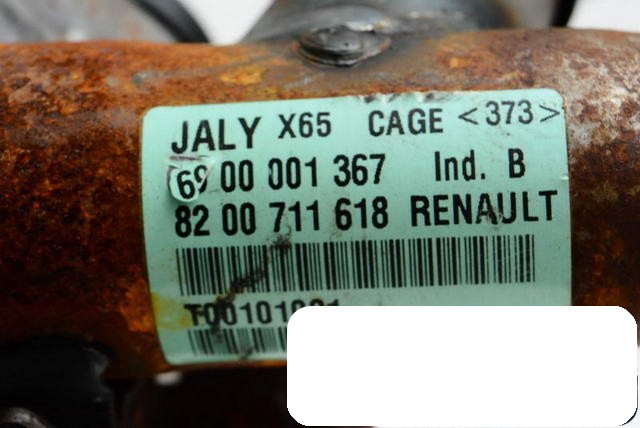 JALY X65 CAGE <373>
69 00 001 367 Ind. B
82 00 711 618 RENAULT